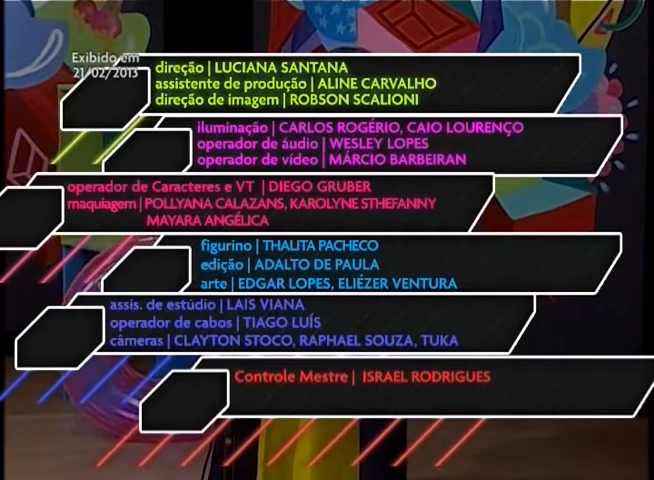 Exibido em
21/02/2013
direção | LUCIANA SANTANA
assistente de produção | ALINE CARVALHO
direção de imagem | ROBSON SCALIONI
iluminação | CARLOS ROGÉRIO, CAIO LOURENÇO
operador de áudio | WESLEY LOPES
operador de vídeo | MÁRCIO BARBEIRAN
operador de Caracteres e VT | DIEGO GRUBER
maquiagem | POLLYANA CALAZANS, KAROLYNE STHEFANNY
MAYARA ANGÉLICA
figurino | THALITA PACHECO
edição | ADALTO DE PAULA
arte | EDGAR LOPES, ELIÉZER VENTURA
assis. de estúdio | LAIS VIANA
operador de cabos | TIAGO LUÍS
câmeras | CLAYTON STOCO, RAPHAEL SOUZA, TUKA
Controle Mestre | ISRAEL RODRIGUES